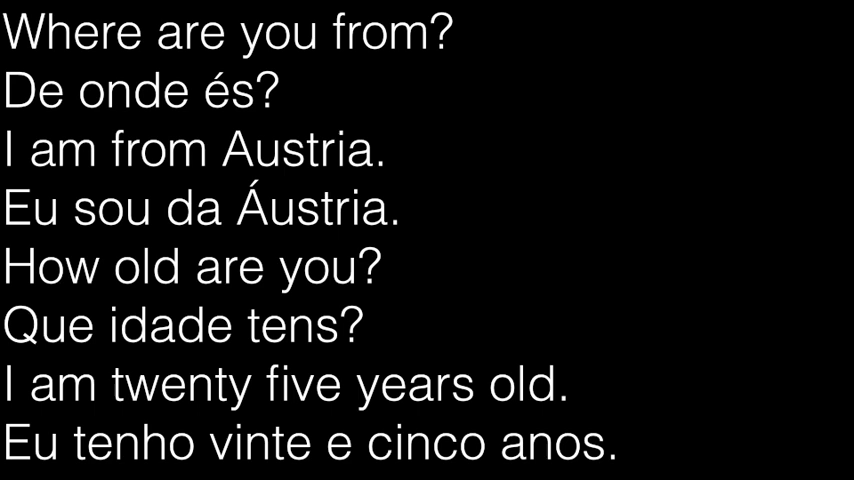 Where are you from?
De onde és?
I am from Austria.
Eu sou da Áustria.
How old are you?
Que idade tens?
I am twenty five years old.
Eu tenho vinte e cinco anos.